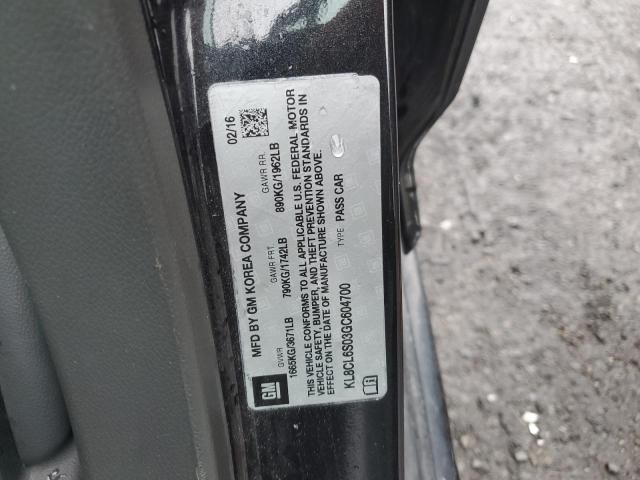 GM
MFD BY GM KOREA COMPANY
02/16
GVWR GAWR FRT. GAWR RR.
1665KG/3671LB 790KG/1742LB 890KG/1962LB
THIS VEHICLE CONFORMS TO ALL APPLICABLE U.S. FEDERAL MOTOR
VEHICLE SAFETY, BUMPER, AND THEFT PREVENTION STANDARDS IN
EFFECT ON THE DATE OF MANUFACTURE SHOWN ABOVE.
KL8CL6S03GC604700 TYPE: PASS CAR